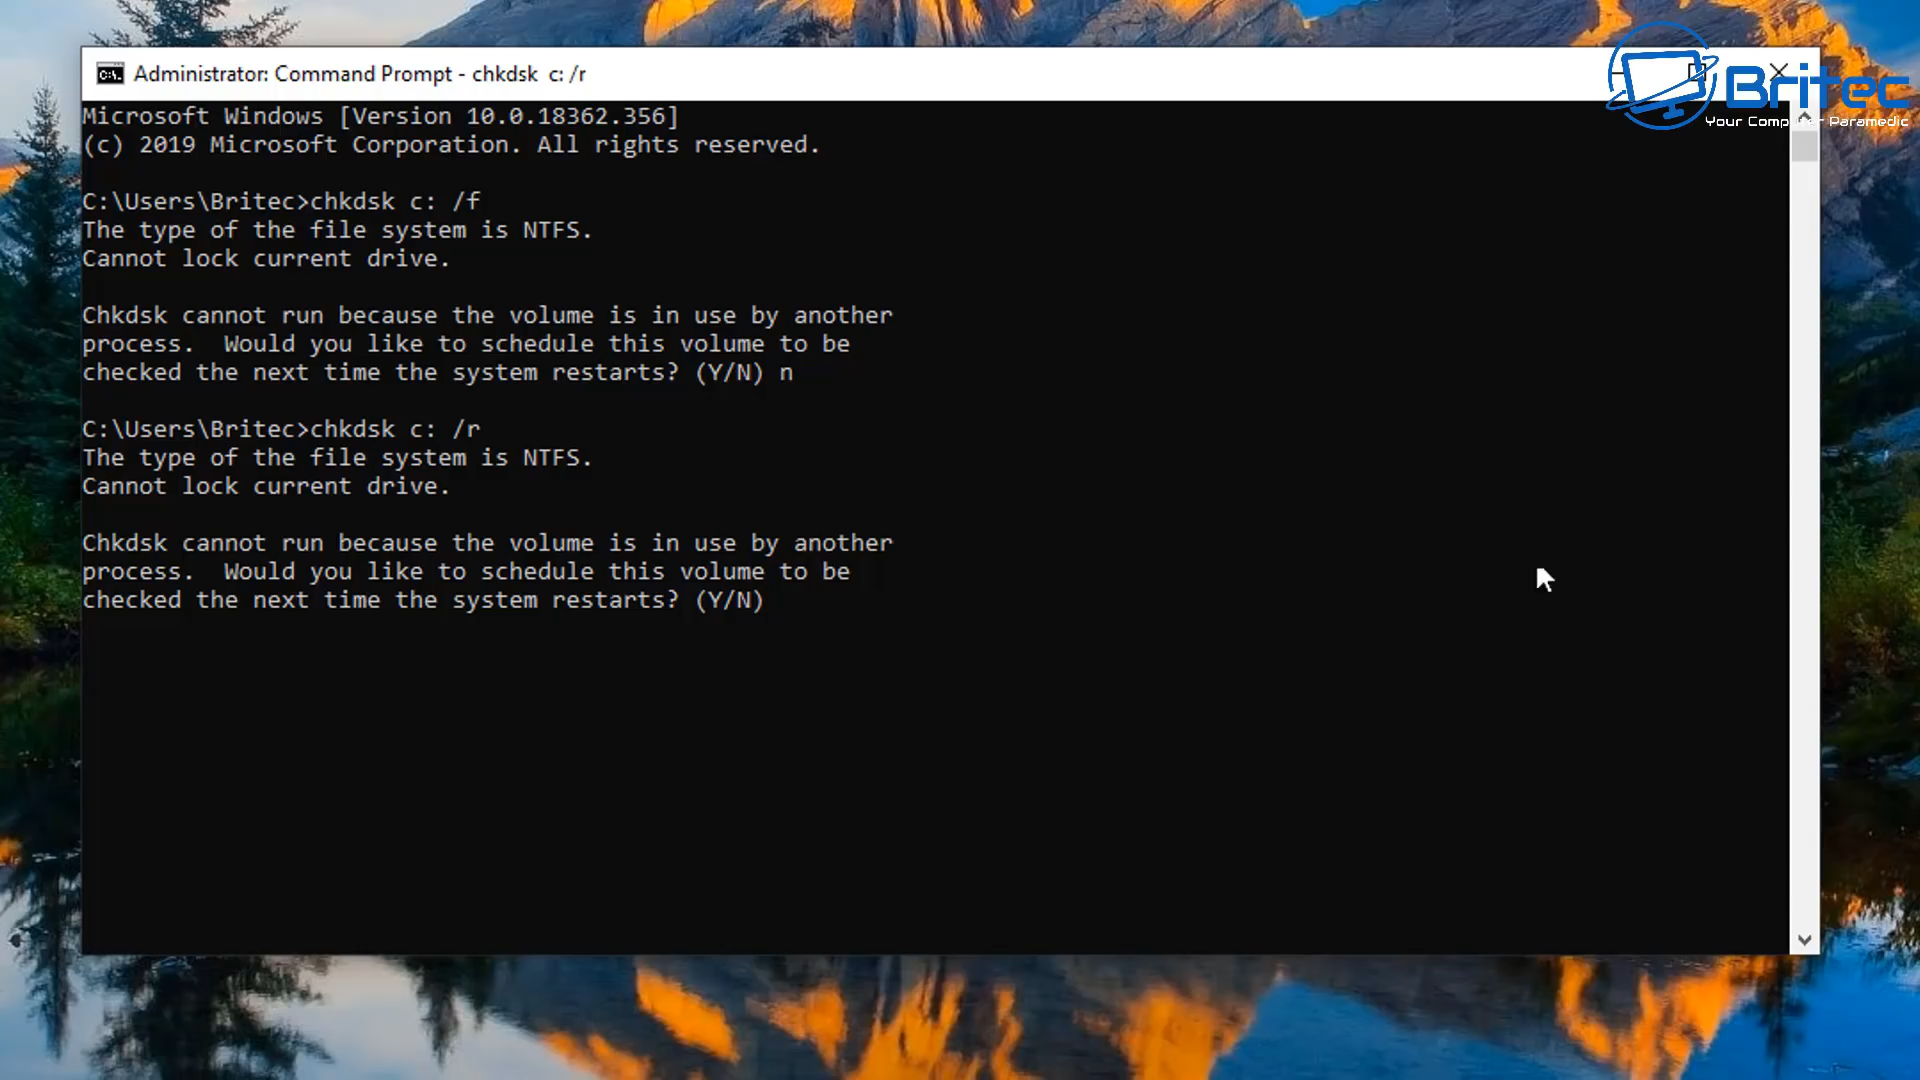 Administrator: Command Prompt - chkdsk  c: /r
Britec
Your Computer Paramedic
Microsoft Windows [Version 10.0.18362.356]
(c) 2019 Microsoft Corporation. All rights reserved.
C:\Users\Britec>chkdsk c: /f
The type of the file system is NTFS.
Cannot lock current drive.
Chkdsk cannot run because the volume is in use by another
process.  Would you like to schedule this volume to be
checked the next time the system restarts? (Y/N) n
C:\Users\Britec>chkdsk c: /r
The type of the file system is NTFS.
Cannot lock current drive.
Chkdsk cannot run because the volume is in use by another
process.  Would you like to schedule this volume to be
checked the next time the system restarts? (Y/N)